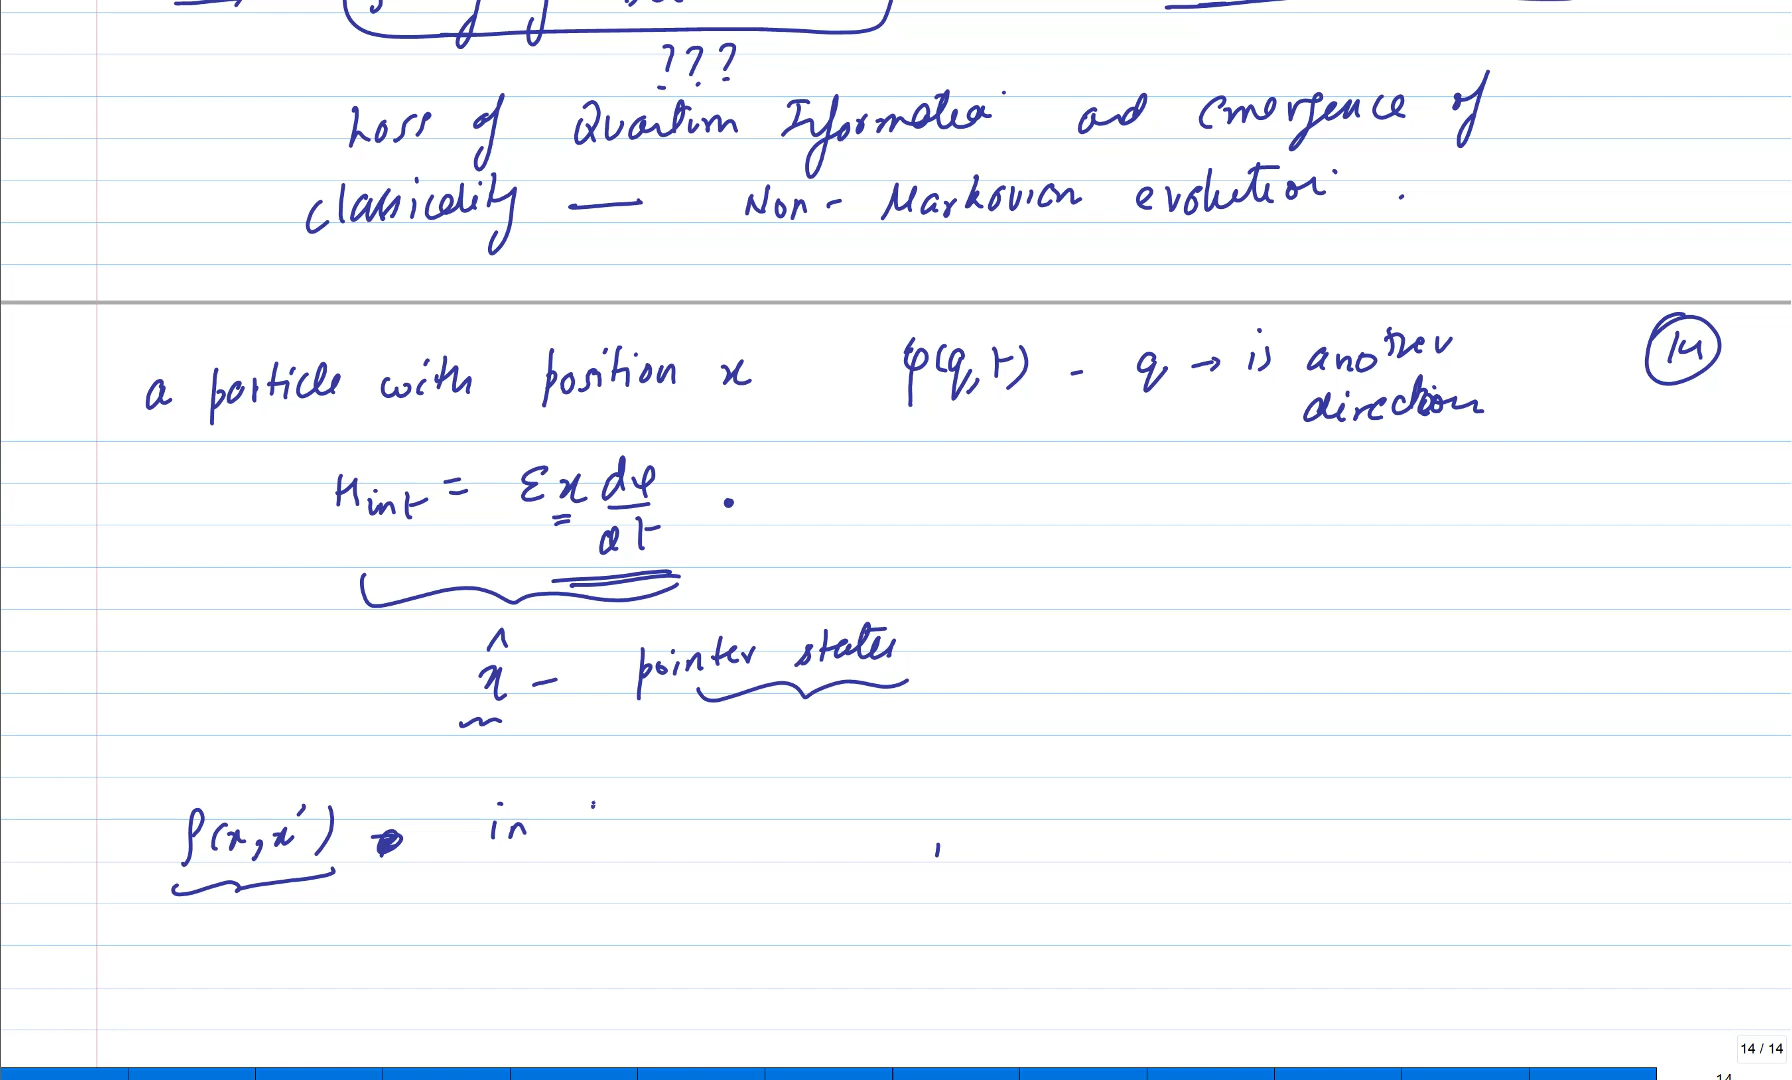 ???
Loss of Quantum Information and emergence of
classicality — Non-Markovian evolution.
a particle with position x φ(q,t) - q → is another
direction
14
H_int = ε x dφ/dt .
x̂ - pointer states
ρ(x,x') in
14 / 14
14